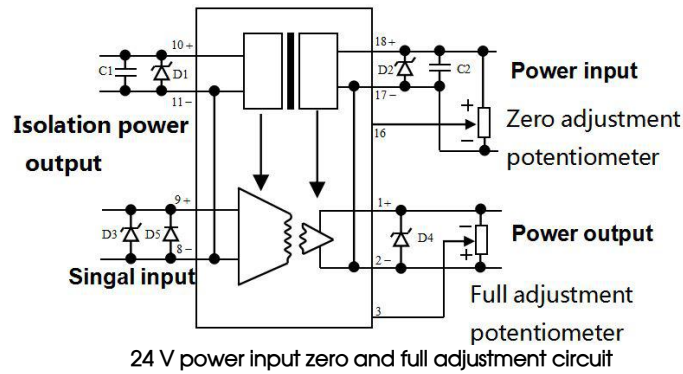 10+
C1
D1
11−
Isolation power
output
18+
D2
C2
17−
16
+
−
Power input
Zero adjustment
potentiometer
9+
D3
D5
8−
Singal input
1+
D4
2−
3
−
+
Power output
Full adjustment
potentiometer
24 V power input zero and full adjustment circuit